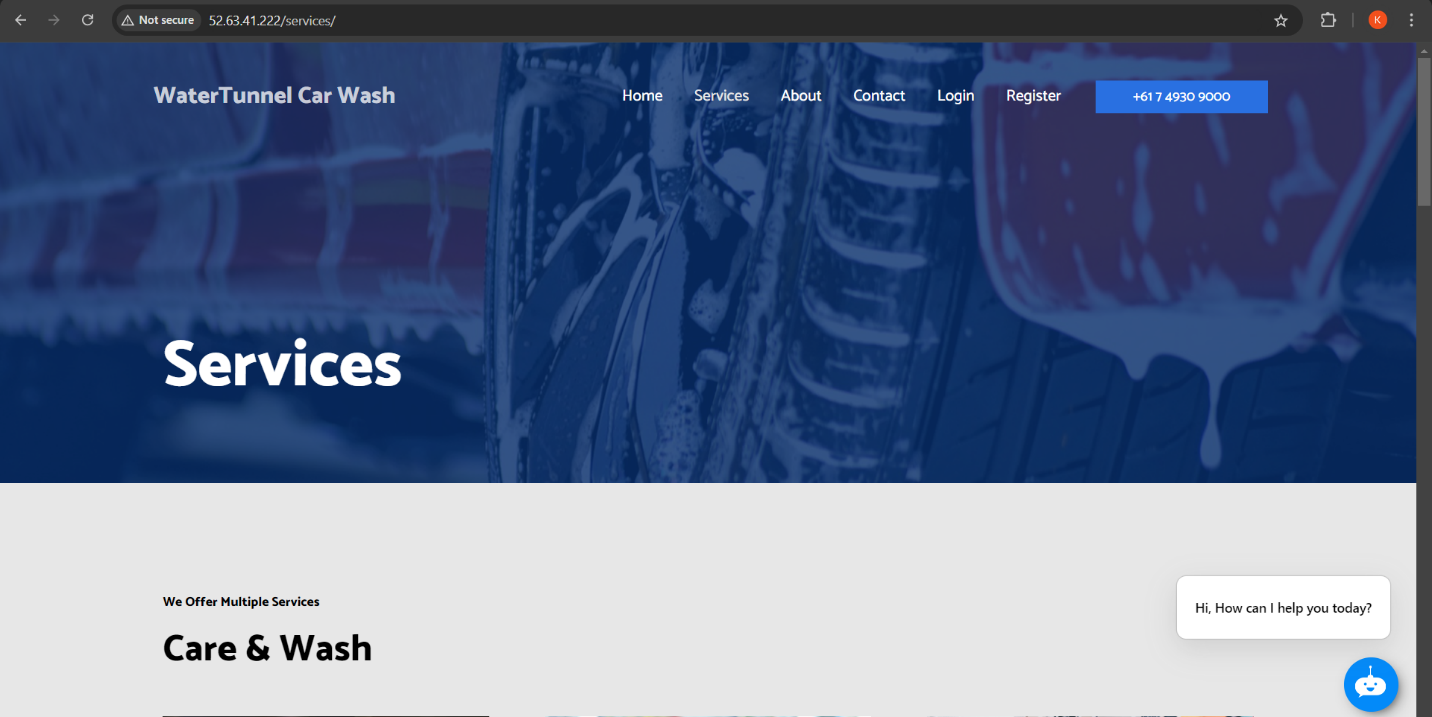 Not secure 52.63.41.222/services/
K
WaterTunnel Car Wash
Home Services About Contact Login Register +61 7 4930 9000
Services
We Offer Multiple Services
Care & Wash
Hi, How can I help you today?